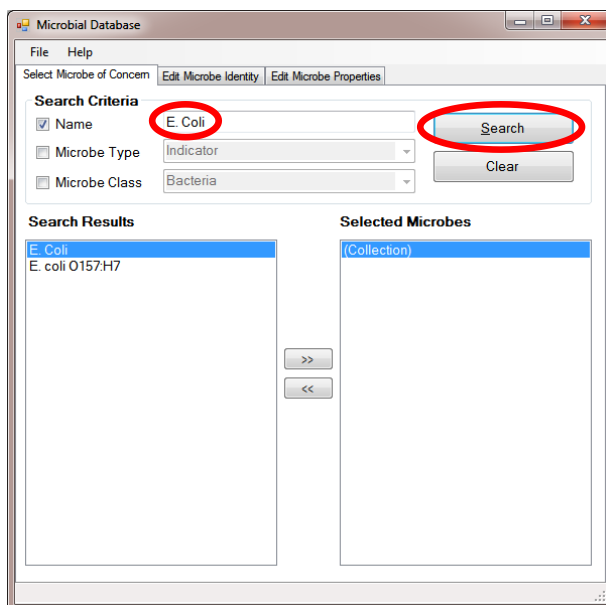 Microbial Database
File Help
Select Microbe of Concern Edit Microbe Identity Edit Microbe Properties
Search Criteria
Name E. Coli Search
Microbe Type Indicator Clear
Microbe Class Bacteria
Search Results Selected Microbes
E. Coli (Collection)
E. coli O157:H7
>>
<<